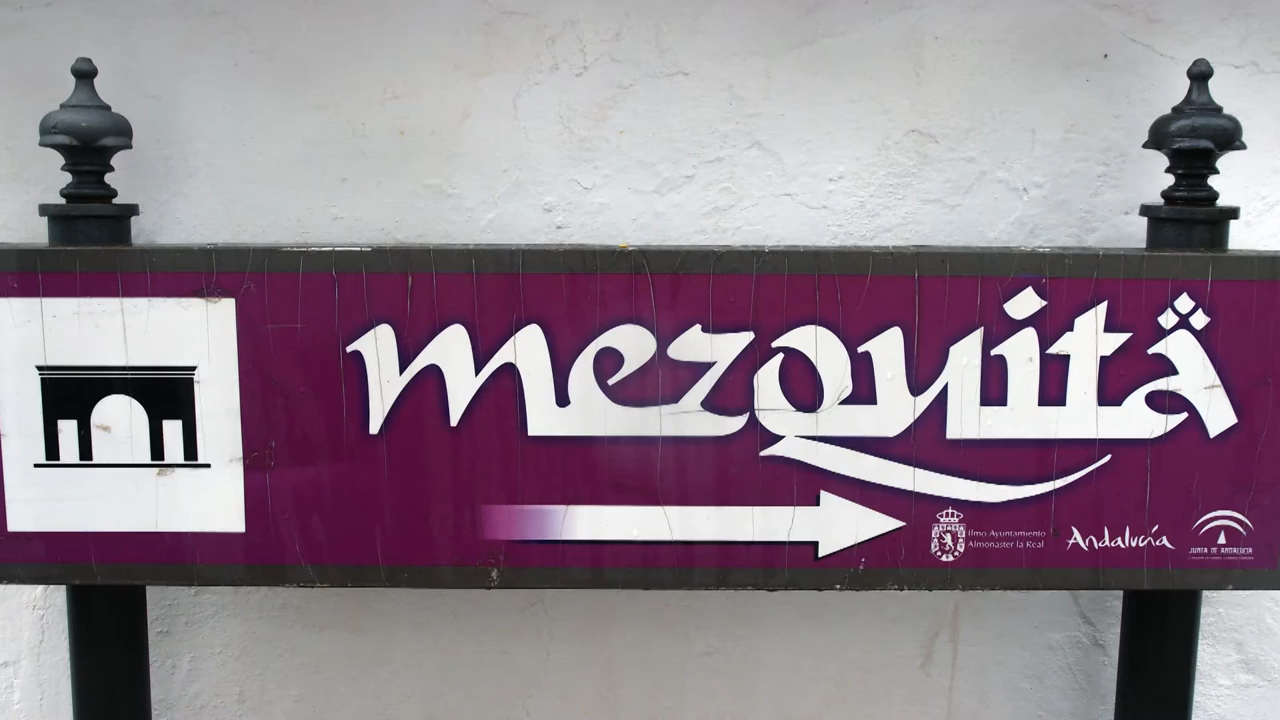 mezquita
Ilmo Ayuntamiento
Almonaster la Real
Andalucía
JUNTA DE ANDALUCIA